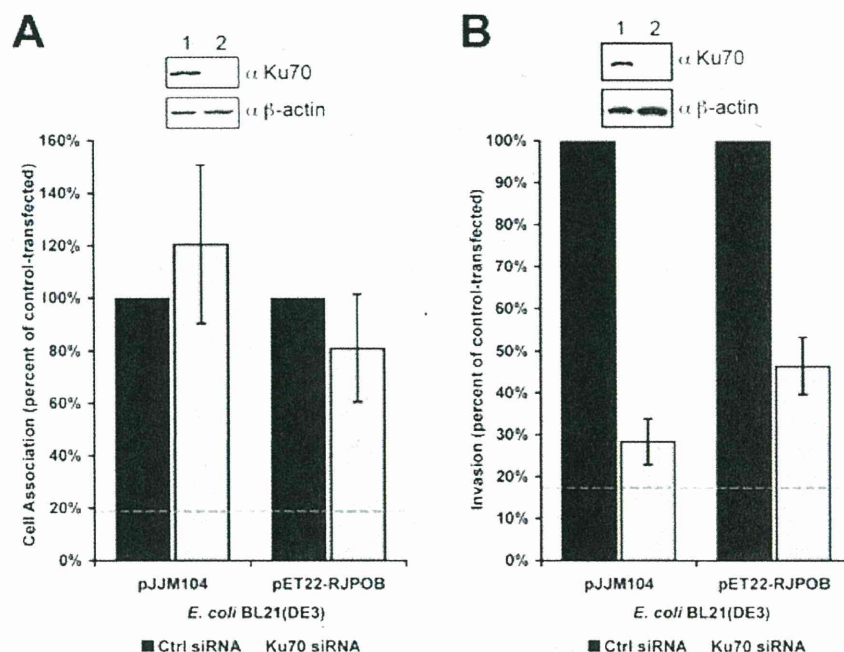 A
1 2
α Ku70
α β-actin
160%
140%
120%
100%
80%
60%
40%
20%
0%
Cell Association (percent of control-transfected)
pJJM104 pET22-RJPOB
E. coli BL21(DE3)
Ctrl siRNA Ku70 siRNA
B
1 2
α Ku70
α β-actin
100%
90%
80%
70%
60%
50%
40%
30%
20%
10%
0%
Invasion (percent of control-transfected)
pJJM104 pET22-RJPOB
E. coli BL21(DE3)
Ctrl siRNA Ku70 siRNA